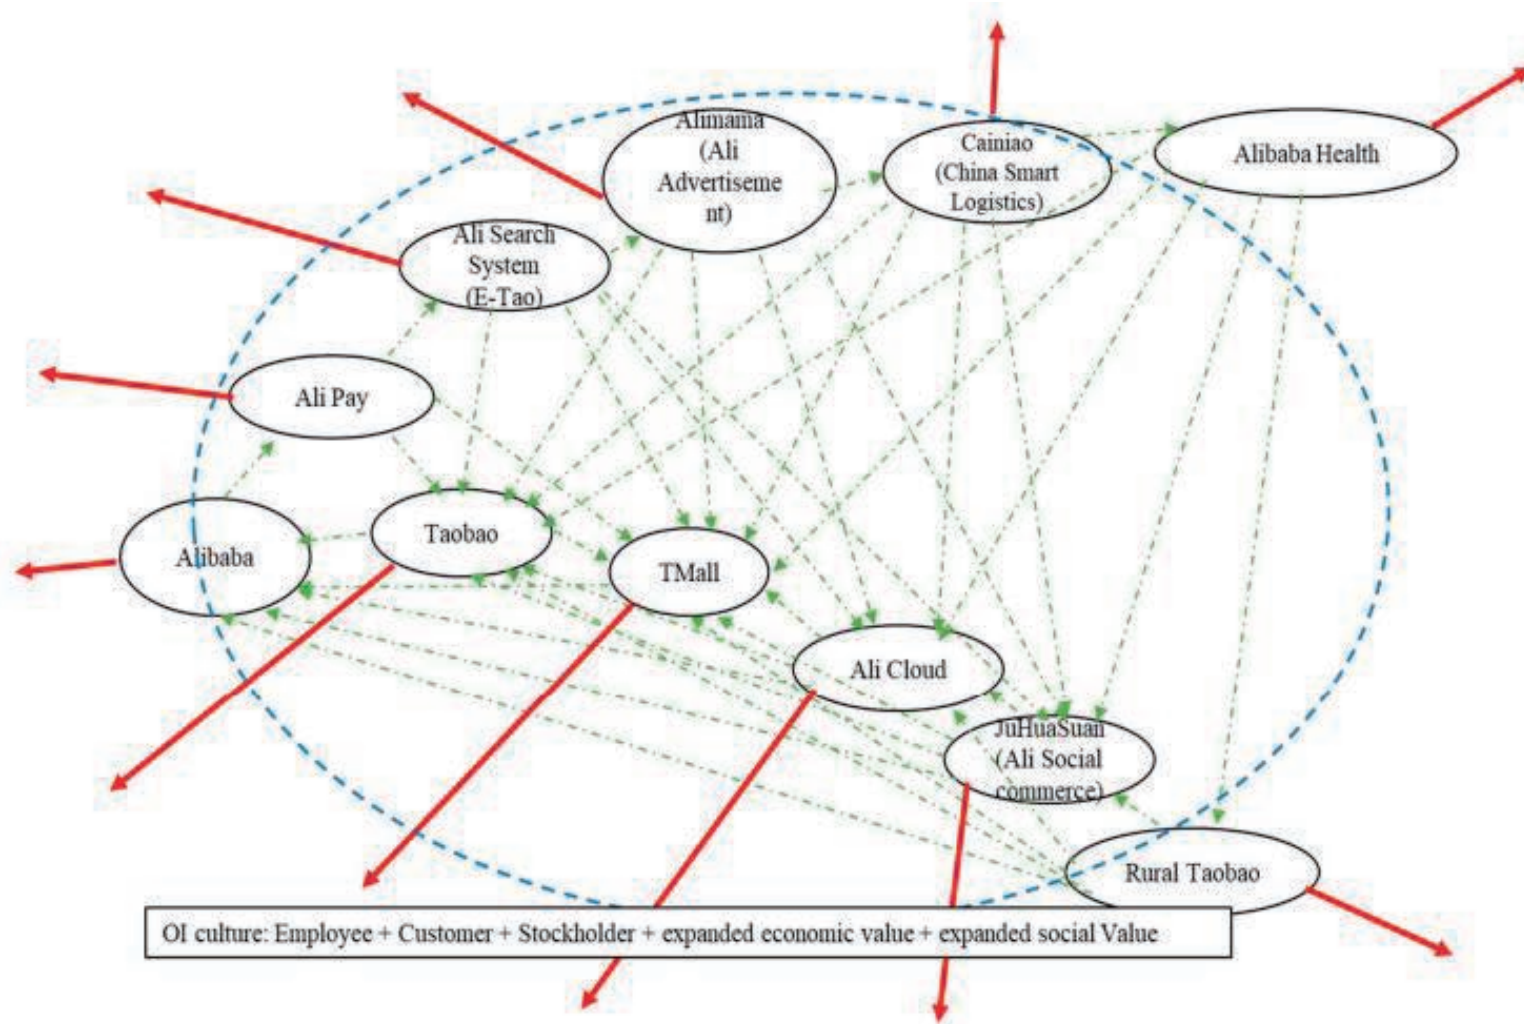 Alimama
(Ali
Advertiseme
nt)
Cainiao
(China Smart
Logistics)
Alibaba Health
Ali Search
System
(E-Tao)
Ali Pay
Taobao
Alibaba
TMall
Ali Cloud
JuHuaSuan
(Ali Social
commerce)
Rural Taobao
OI culture: Employee + Customer + Stockholder + expanded economic value + expanded social Value